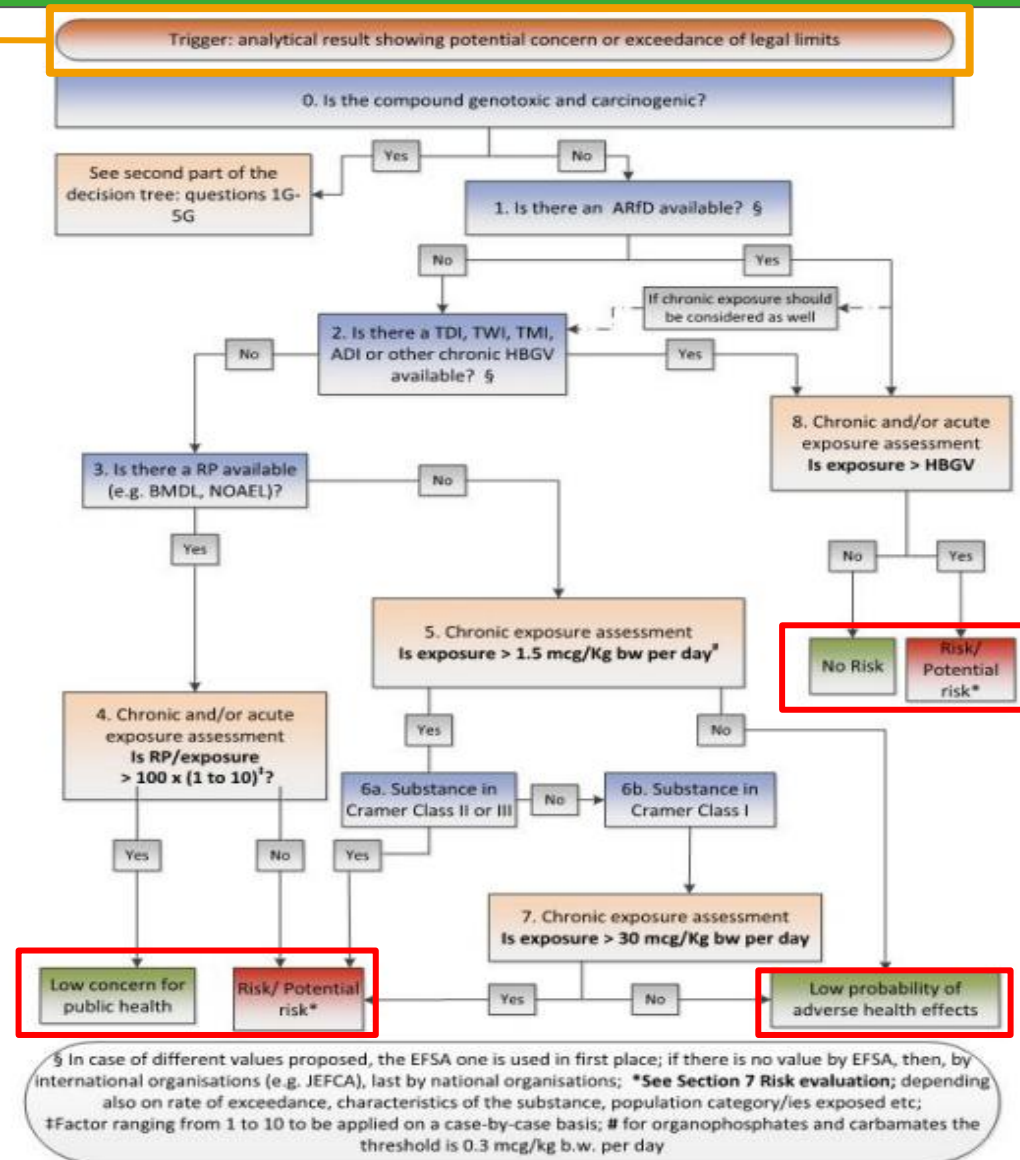 Trigger: analytical result showing potential concern or exceedance of legal limits
0. Is the compound genotoxic and carcinogenic?
Yes
No
See second part of the
decision tree: questions 1G-
5G
1. Is there an ARfD available? §
No
Yes
If chronic exposure should
be considered as well
2. Is there a TDI, TWI, TMI,
ADI or other chronic HBGV
available? §
No
Yes
8. Chronic and/or acute
exposure assessment
Is exposure > HBGV
3. Is there a RP available
(e.g. BMDL, NOAEL)?
No
Yes
No
Yes
5. Chronic exposure assessment
Is exposure > 1.5 mcg/Kg bw per day#
No Risk
Risk/
Potential
risk*
4. Chronic and/or acute
exposure assessment
Is RP/exposure
> 100 x (1 to 10)‡?
Yes
No
6a. Substance in
Cramer Class II or III
No
6b. Substance in
Cramer Class I
Yes
No
Yes
7. Chronic exposure assessment
Is exposure > 30 mcg/Kg bw per day
Low concern for
public health
Risk/ Potential
risk*
Yes
No
Low probability of
adverse health effects
§ In case of different values proposed, the EFSA one is used in first place; if there is no value by EFSA, then, by
international organisations (e.g. JEFCA), last by national organisations; *See Section 7 Risk evaluation; depending
also on rate of exceedance, characteristics of the substance, population category/ies exposed etc;
‡Factor ranging from 1 to 10 to be applied on a case-by-case basis; # for organophosphates and carbamates the
threshold is 0.3 mcg/kg b.w. per day